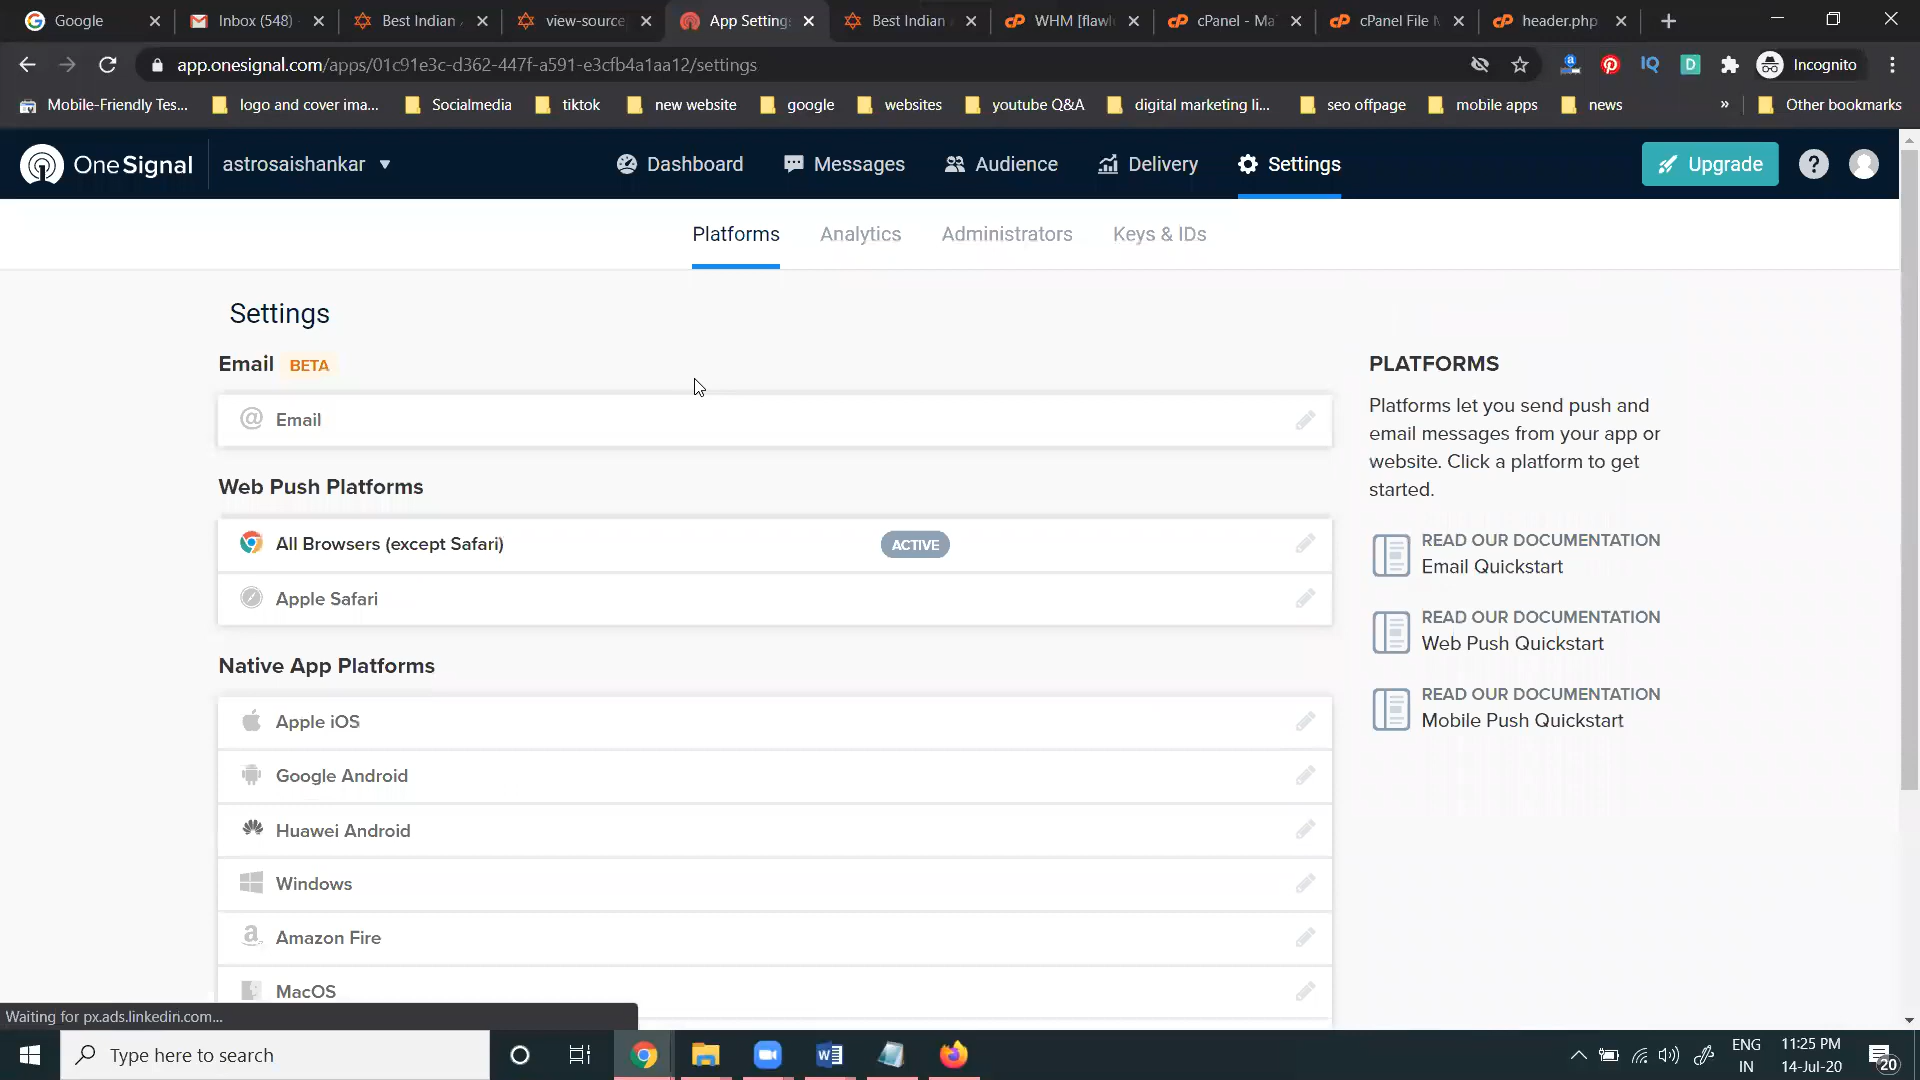 Google
Inbox (548)
Best Indian
view-source:
App Setting
Best Indian
WHM [flaw
cPanel - Ma
cPanel File
header.php
app.onesignal.com/apps/01c91e3c-d362-447f-a591-e3cfb4a1aa12/settings
Incognito
Mobile-Friendly Tes...
logo and cover ima...
Socialmedia
tiktok
new website
google
websites
youtube Q&A
digital marketing li...
seo offpage
mobile apps
news
»
Other bookmarks
OneSignal
astrosaishankar
Dashboard
Messages
Audience
Delivery
Settings
Upgrade
Platforms
Analytics
Administrators
Keys & IDs
Settings
Email BETA
Email
Web Push Platforms
All Browsers (except Safari)
ACTIVE
Apple Safari
Native App Platforms
Apple iOS
Google Android
Huawei Android
Windows
Amazon Fire
MacOS
PLATFORMS
Platforms let you send push and
email messages from your app or
website. Click a platform to get
started.
READ OUR DOCUMENTATION
Email Quickstart
READ OUR DOCUMENTATION
Web Push Quickstart
READ OUR DOCUMENTATION
Mobile Push Quickstart
Waiting for px.ads.linkedin.com...
Type here to search
ENG
IN
11:25 PM
14-Jul-20
20